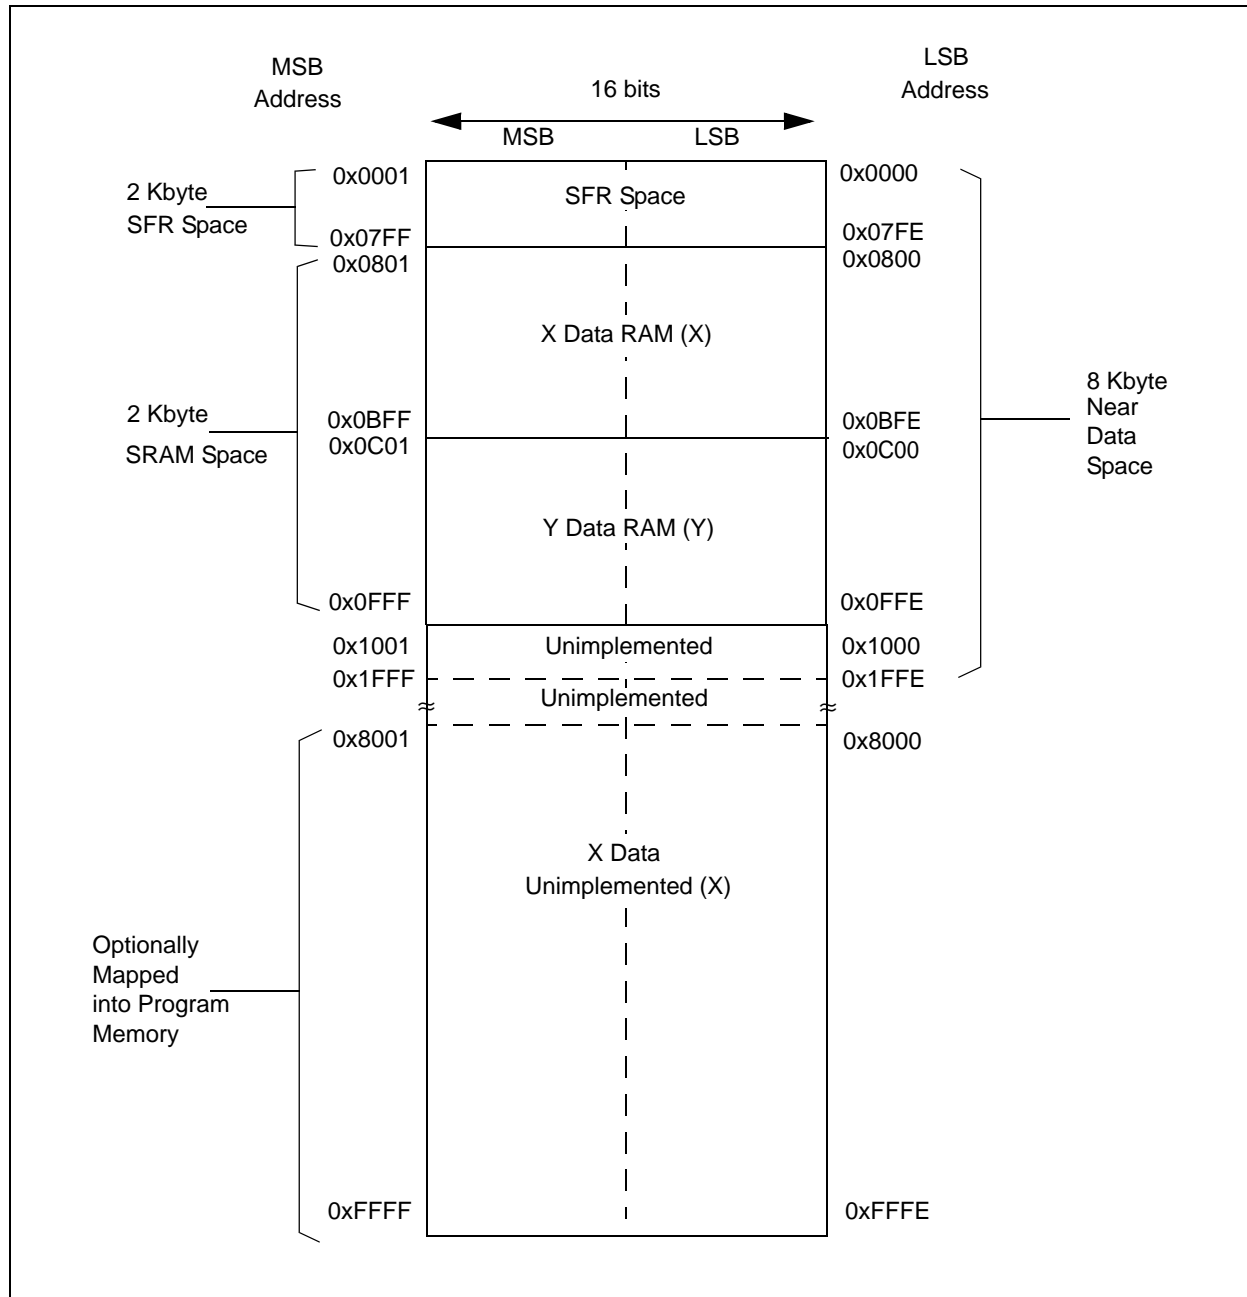 MSB
Address
16 bits
LSB
Address
MSB
LSB
2 Kbyte
SFR Space
0x0001
SFR Space
0x0000
0x07FF
0x07FE
0x0801
0x0800
X Data RAM (X)
2 Kbyte
SRAM Space
0x0BFF
0x0BFE
0x0C01
0x0C00
8 Kbyte
Near
Data
Space
Y Data RAM (Y)
0x0FFF
0x0FFE
0x1001
Unimplemented
0x1000
0x1FFF
0x1FFE
Unimplemented
≈
≈
0x8001
0x8000
X Data
Unimplemented (X)
Optionally
Mapped
into Program
Memory
0xFFFF
0xFFFE